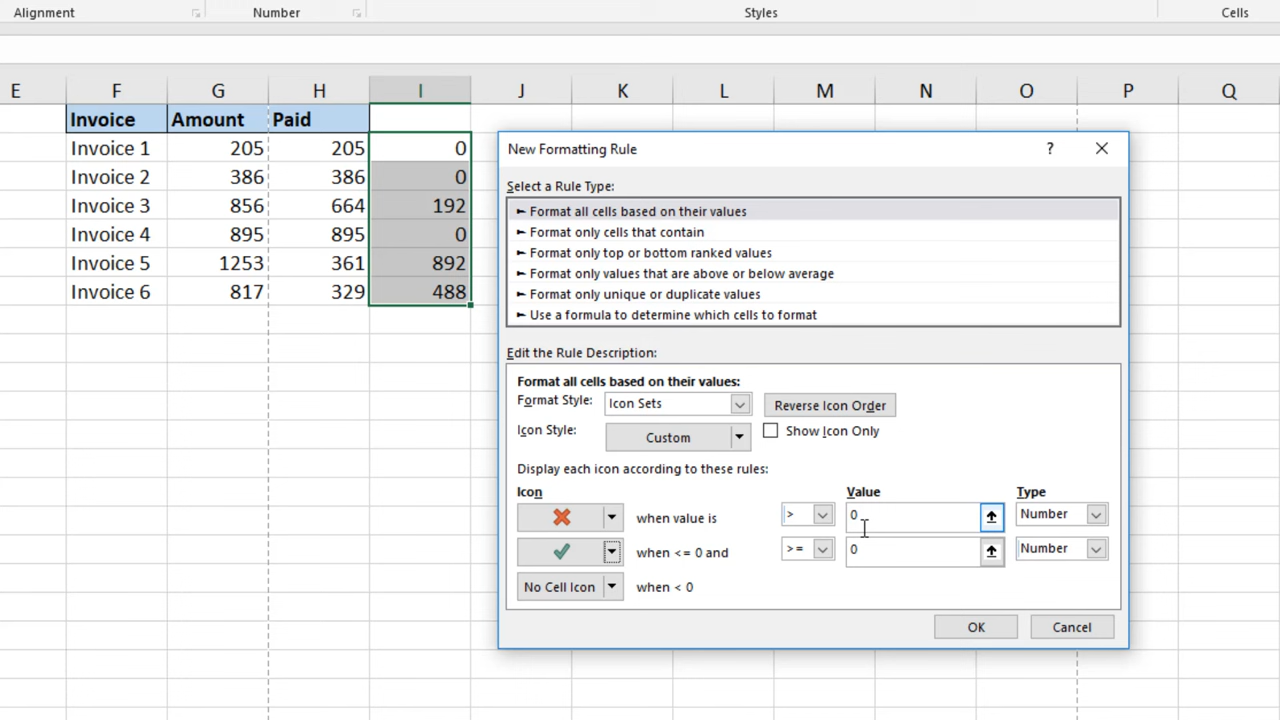 Alignment Number Styles Cells
E F G H I J K L M N O P Q
Invoice Amount Paid
Invoice 1 205 205 0
Invoice 2 386 386 0
Invoice 3 856 664 192
Invoice 4 895 895 0
Invoice 5 1253 361 892
Invoice 6 817 329 488
New Formatting Rule ?
Select a Rule Type:
► Format all cells based on their values
► Format only cells that contain
► Format only top or bottom ranked values
► Format only values that are above or below average
► Format only unique or duplicate values
► Use a formula to determine which cells to format
Edit the Rule Description:
Format all cells based on their values:
Format Style: Icon Sets Reverse Icon Order
Icon Style: Custom Show Icon Only
Display each icon according to these rules:
Icon Value Type
when value is > 0 Number
when <= 0 and >= 0 Number
No Cell Icon when < 0
OK Cancel